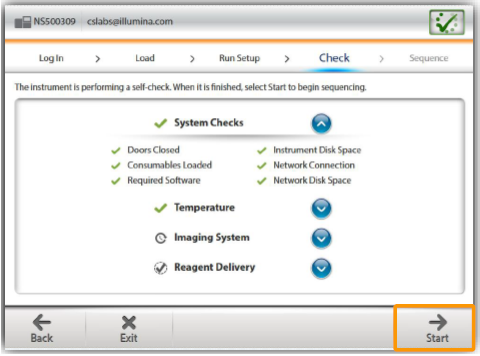 NS500309 cslabs@illumina.com
Log In > Load > Run Setup > Check > Sequence
The instrument is performing a self-check. When it is finished, select Start to begin sequencing.
System Checks
Doors Closed Instrument Disk Space
Consumables Loaded Network Connection
Required Software Network Disk Space
Temperature
Imaging System
Reagent Delivery
Back Exit Start